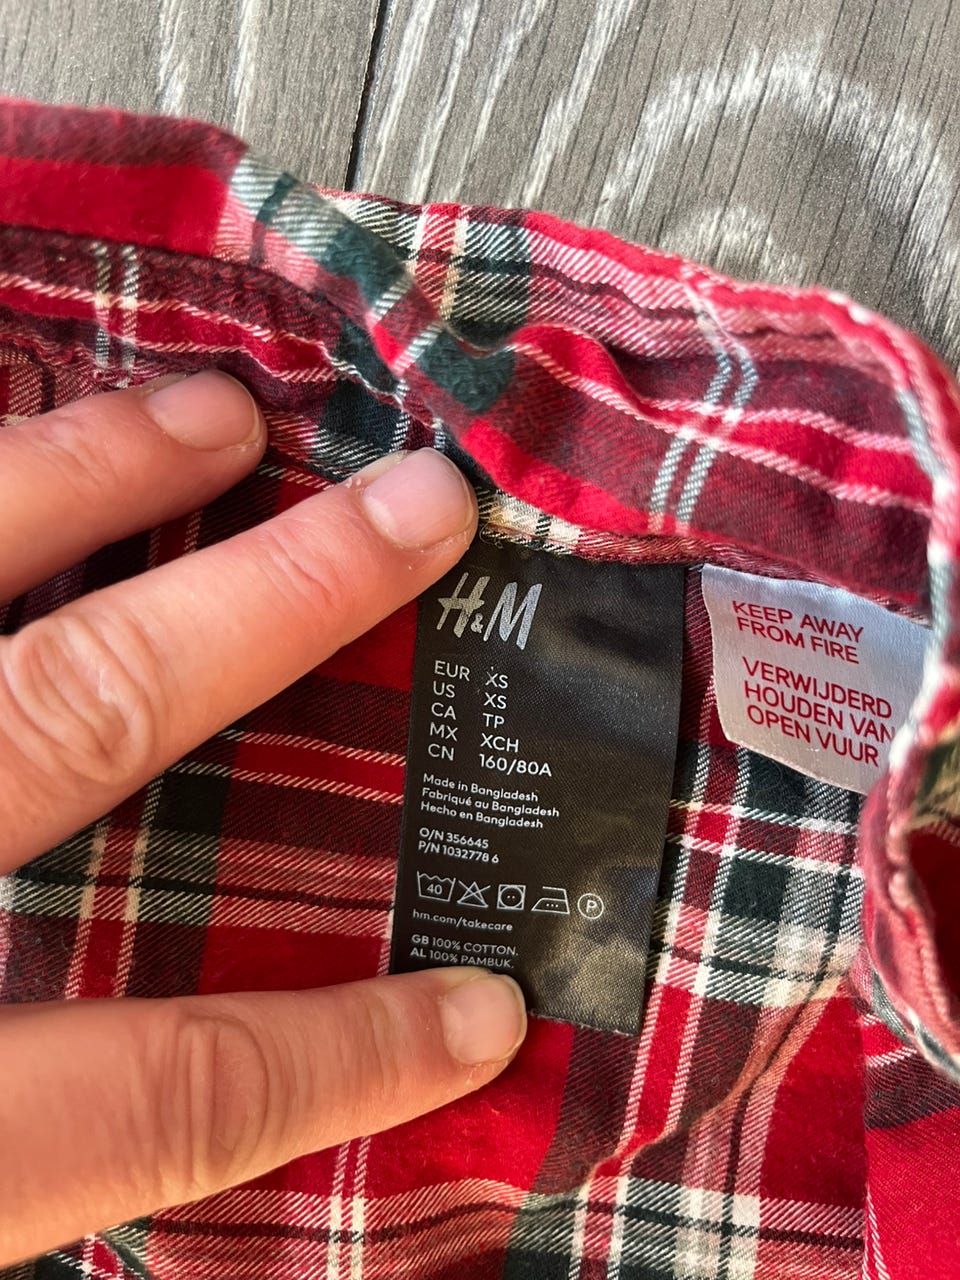 H&M
EUR XS
US XS
CA TP
MX XCH
CN 160/80A
Made in Bangladesh
Fabriqué au Bangladesh
Hecho en Bangladesh
O/N 356645
P/N 1032778 6
40
P
hm.com/takecare
GB 100% COTTON.
AL 100% PAMBUK.
KEEP AWAY
FROM FIRE
VERWIJDERD
HOUDEN VAN
OPEN VUUR